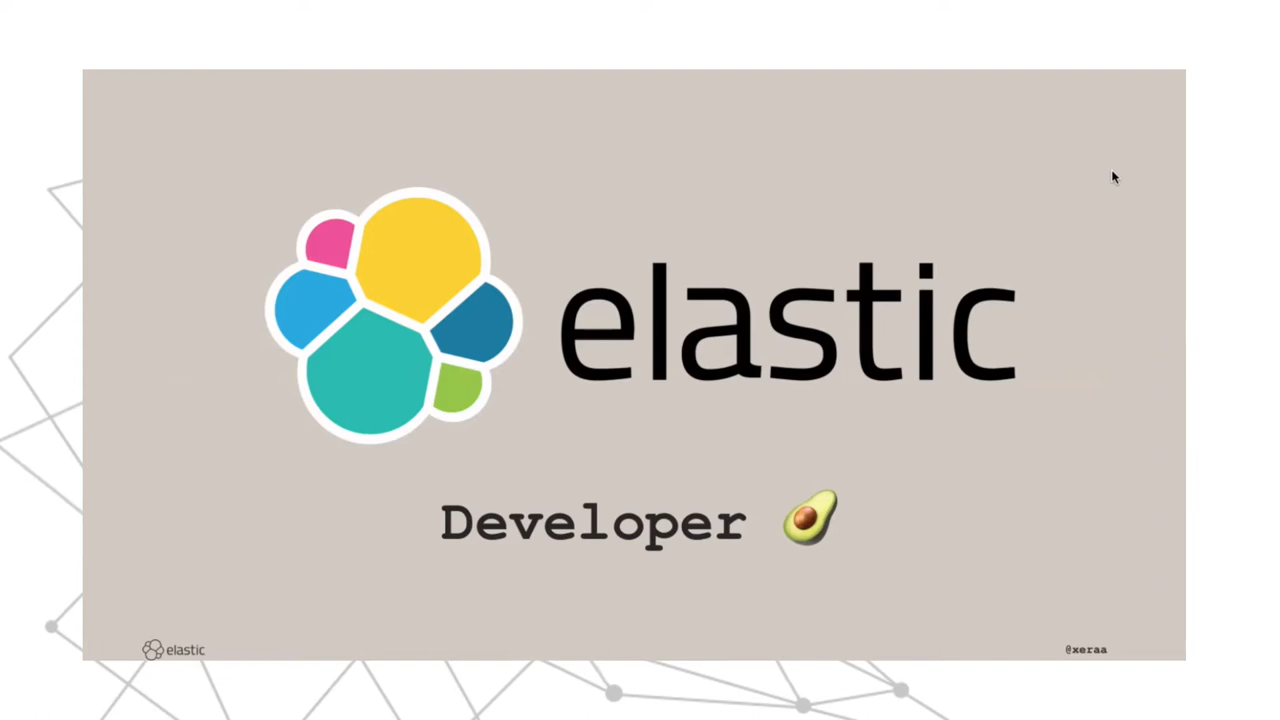 elastic
Developer 🥑
elastic
@xeraa